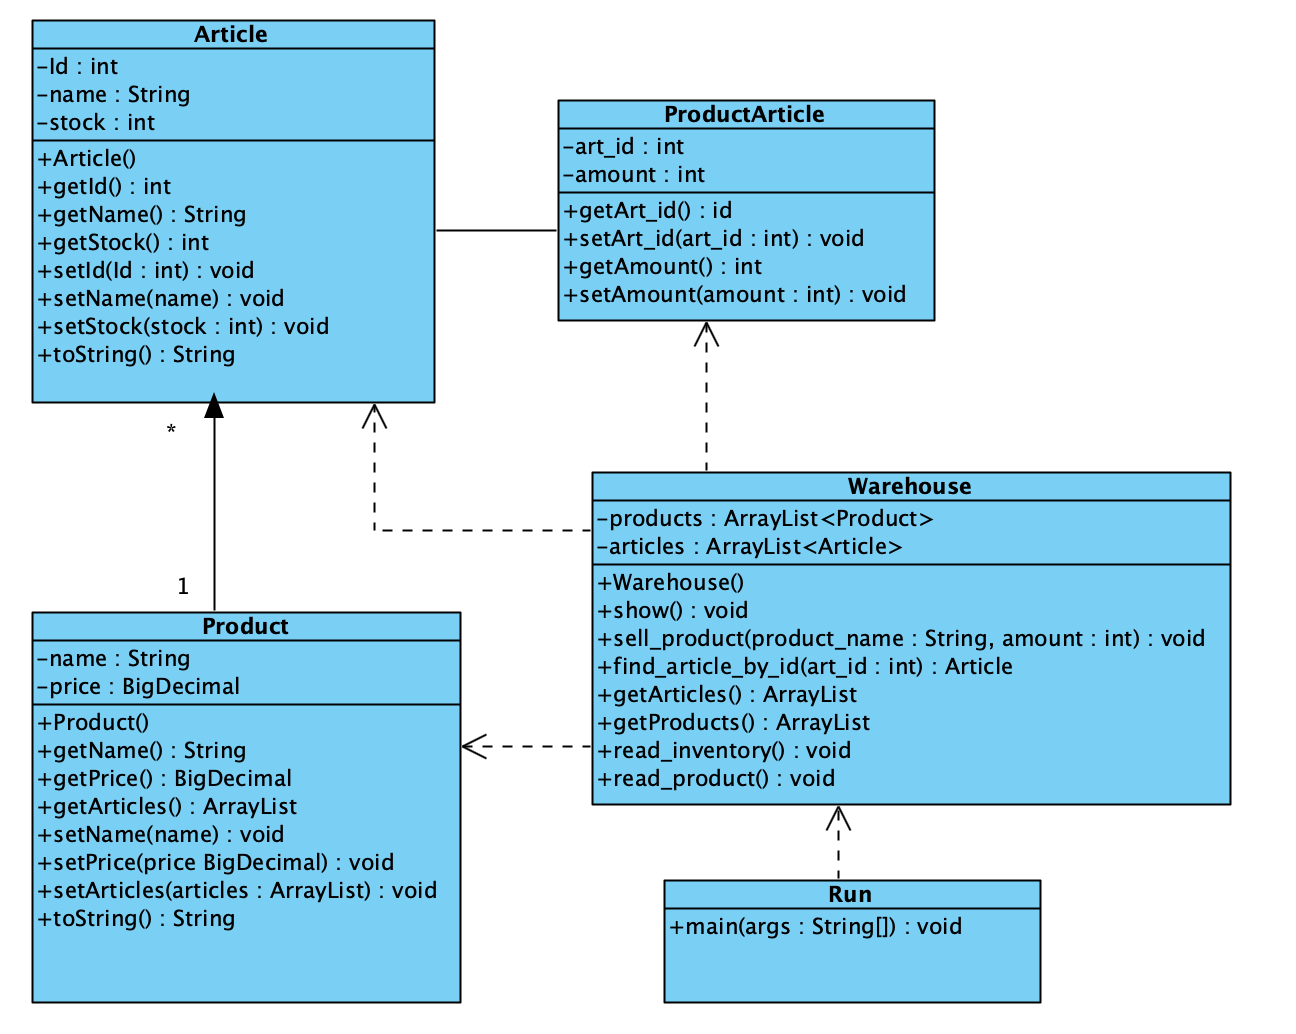 Article
-Id : int
-name : String
-stock : int
+Article()
+getId() : int
+getName() : String
+getStock() : int
+setId(Id : int) : void
+setName(name) : void
+setStock(stock : int) : void
+toString() : String
ProductArticle
-art_id : int
-amount : int
+getArt_id() : id
+setArt_id(art_id : int) : void
+getAmount() : int
+setAmount(amount : int) : void
*
1
Warehouse
-products : ArrayList<Product>
-articles : ArrayList<Article>
+Warehouse()
+show() : void
+sell_product(product_name : String, amount : int) : void
+find_article_by_id(art_id : int) : Article
+getArticles() : ArrayList
+getProducts() : ArrayList
+read_inventory() : void
+read_product() : void
Product
-name : String
-price : BigDecimal
+Product()
+getName() : String
+getPrice() : BigDecimal
+getArticles() : ArrayList
+setName(name) : void
+setPrice(price BigDecimal) : void
+setArticles(articles : ArrayList) : void
+toString() : String
Run
+main(args : String[]) : void